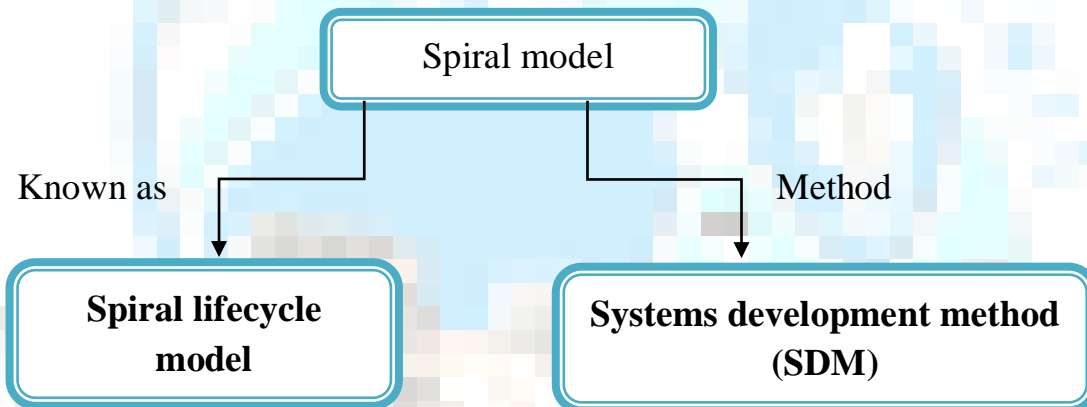 Spiral model
Known as
Method
Spiral lifecycle
model
Systems development method
(SDM)